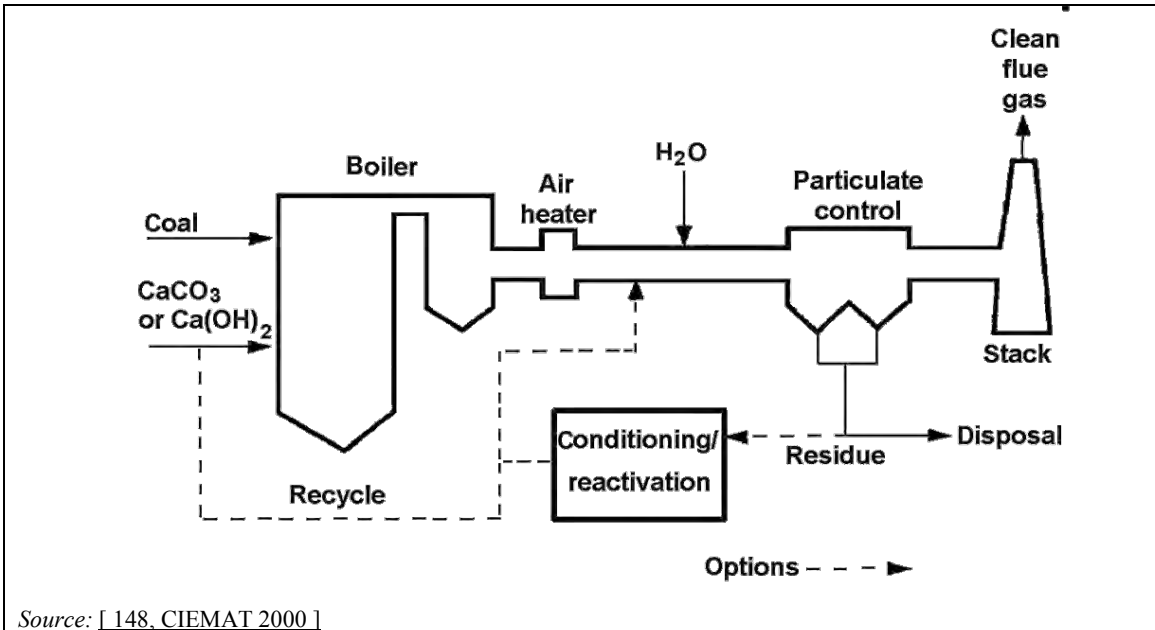 Clean
flue
gas
H₂O
Boiler
Air
heater
Particulate
control
Coal
CaCO₃
or Ca(OH)₂
Stack
Conditioning/
reactivation
Residue
Disposal
Recycle
Options
Source: [ 148, CIEMAT 2000 ]